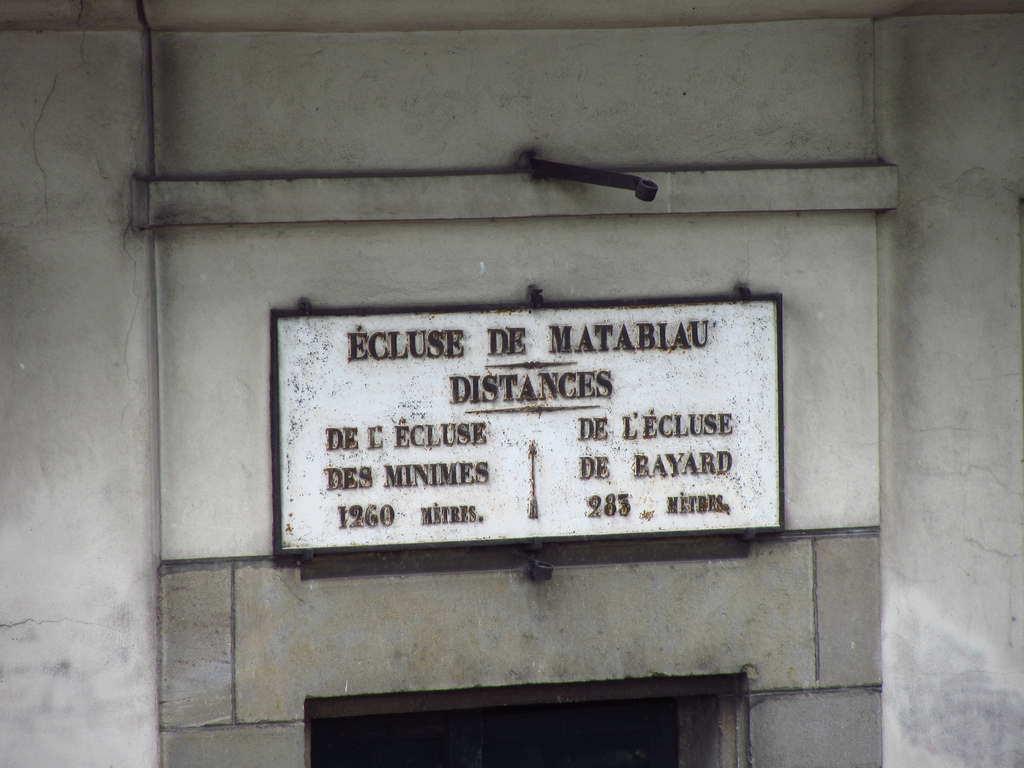 ÉCLUSE DE MATABIAU
DISTANCES
DE L'ÉCLUSE
DES MINIMES
1260 MÈTRES.
DE L'ÉCLUSE
DE BAYARD
283 MÈTRES.